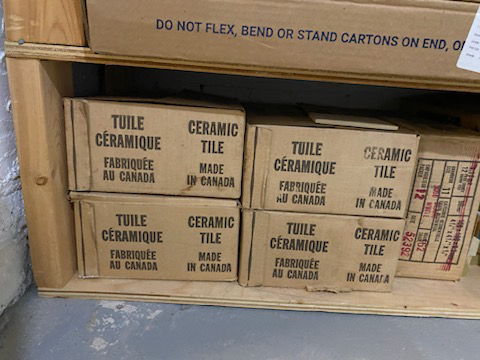 DO NOT FLEX, BEND OR STAND CARTONS ON END, O
TUILE
CÉRAMIQUE
FABRIQUÉE
AU CANADA
CERAMIC
TILE
MADE
IN CANADA
TUILE
CÉRAMIQUE
FABRIQUÉE
AU CANADA
CERAMIC
TILE
MADE
IN CANADA
TUILE
CÉRAMIQUE
FABRIQUÉE
AU CANADA
CERAMIC
TILE
MADE
IN CANADA
TUILE
CÉRAMIQUE
FABRIQUÉE
AU CANADA
CERAMIC
TILE
MADE
IN CANADA
12